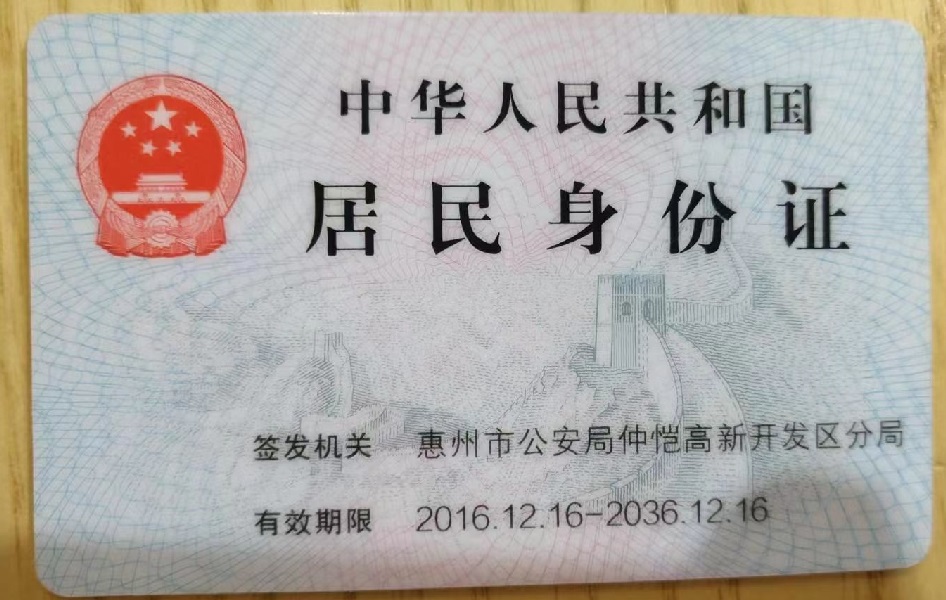 中华人民共和国
居民身份证
签发机关 惠州市公安局仲恺高新开发区分局
有效期限 2016.12.16-2036.12.16